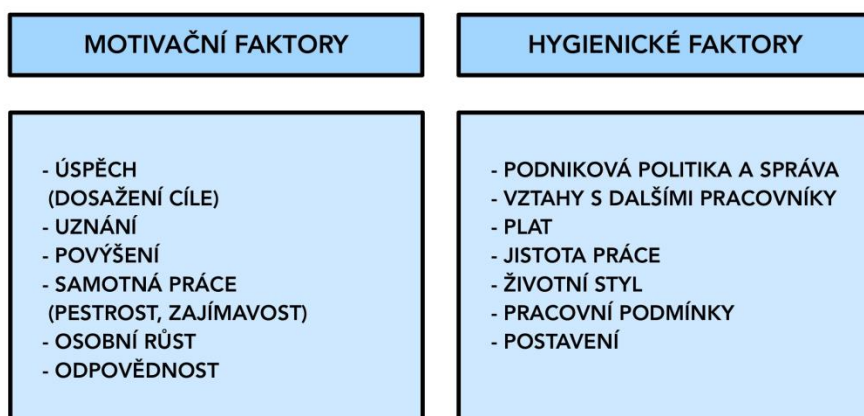 MOTIVAČNÍ FAKTORY
- ÚSPĚCH
(DOSAŽENÍ CÍLE)
- UZNÁNÍ
- POVÝŠENÍ
- SAMOTNÁ PRÁCE
(PESTROST, ZAJÍMAVOST)
- OSOBNÍ RŮST
- ODPOVĚDNOST
HYGIENICKÉ FAKTORY
- PODNIKOVÁ POLITIKA A SPRÁVA
- VZTAHY S DALŠÍMI PRACOVNÍKY
- PLAT
- JISTOTA PRÁCE
- ŽIVOTNÍ STYL
- PRACOVNÍ PODMÍNKY
- POSTAVENÍ